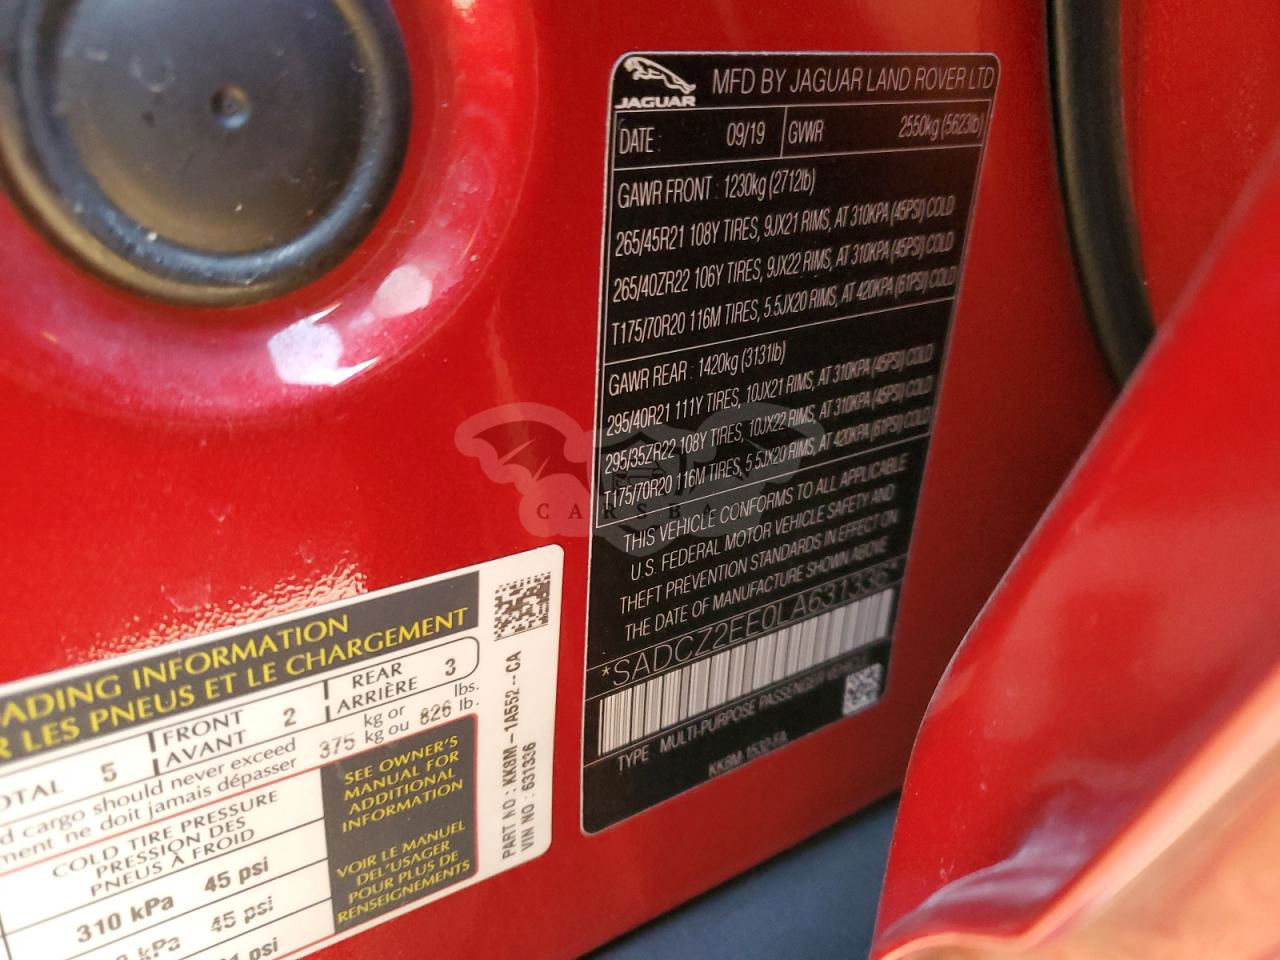 JAGUAR
MFD BY JAGUAR LAND ROVER LTD
DATE : 09/19 GVWR 2550kg (5623lb)
GAWR FRONT : 1230kg (2712lb)
265/45R21 108Y TIRES, 9JX21 RIMS, AT 310KPA (45PSI) COLD
265/40ZR22 106Y TIRES, 9JX22 RIMS, AT 310KPA (45PSI) COLD
T175/70R20 116M TIRES, 5.5JX20 RIMS, AT 420KPA (61PSI) COLD
GAWR REAR : 1420kg (3131lb)
295/40R21 111Y TIRES, 10JX21 RIMS, AT 310KPA (45PSI) COLD
295/35ZR22 108Y TIRES, 10JX22 RIMS, AT 310KPA (45PSI) COLD
T175/70R20 116M TIRES, 5.5JX20 RIMS, AT 420KPA (61PSI) COLD
THIS VEHICLE CONFORMS TO ALL APPLICABLE
U.S. FEDERAL MOTOR VEHICLE SAFETY AND
THEFT PREVENTION STANDARDS IN EFFECT ON
THE DATE OF MANUFACTURE SHOWN ABOVE
*SADCZ2EE0LA631336*
TYPE MULTI-PURPOSE PASSENGER VEHICLE
KK8M 1532 FA
ADING INFORMATION
R LES PNEUS ET LE CHARGEMENT
OTAL 5 FRONT AVANT 2 REAR ARRIÈRE 3
d cargo should never exceed 375 kg or 826 lbs.
ment ne doit jamais dépasser kg ou lb.
COLD TIRE PRESSURE
PRESSION DES
PNEUS À FROID
310 kPa 45 psi
kPa 45 psi
psi
SEE OWNER'S
MANUAL FOR
ADDITIONAL
INFORMATION
VOIR LE MANUEL
DEL'USAGER
POUR PLUS DE
RENSEIGNEMENTS
PART NO : KK8M-1A552--CA
VIN NO : 631336